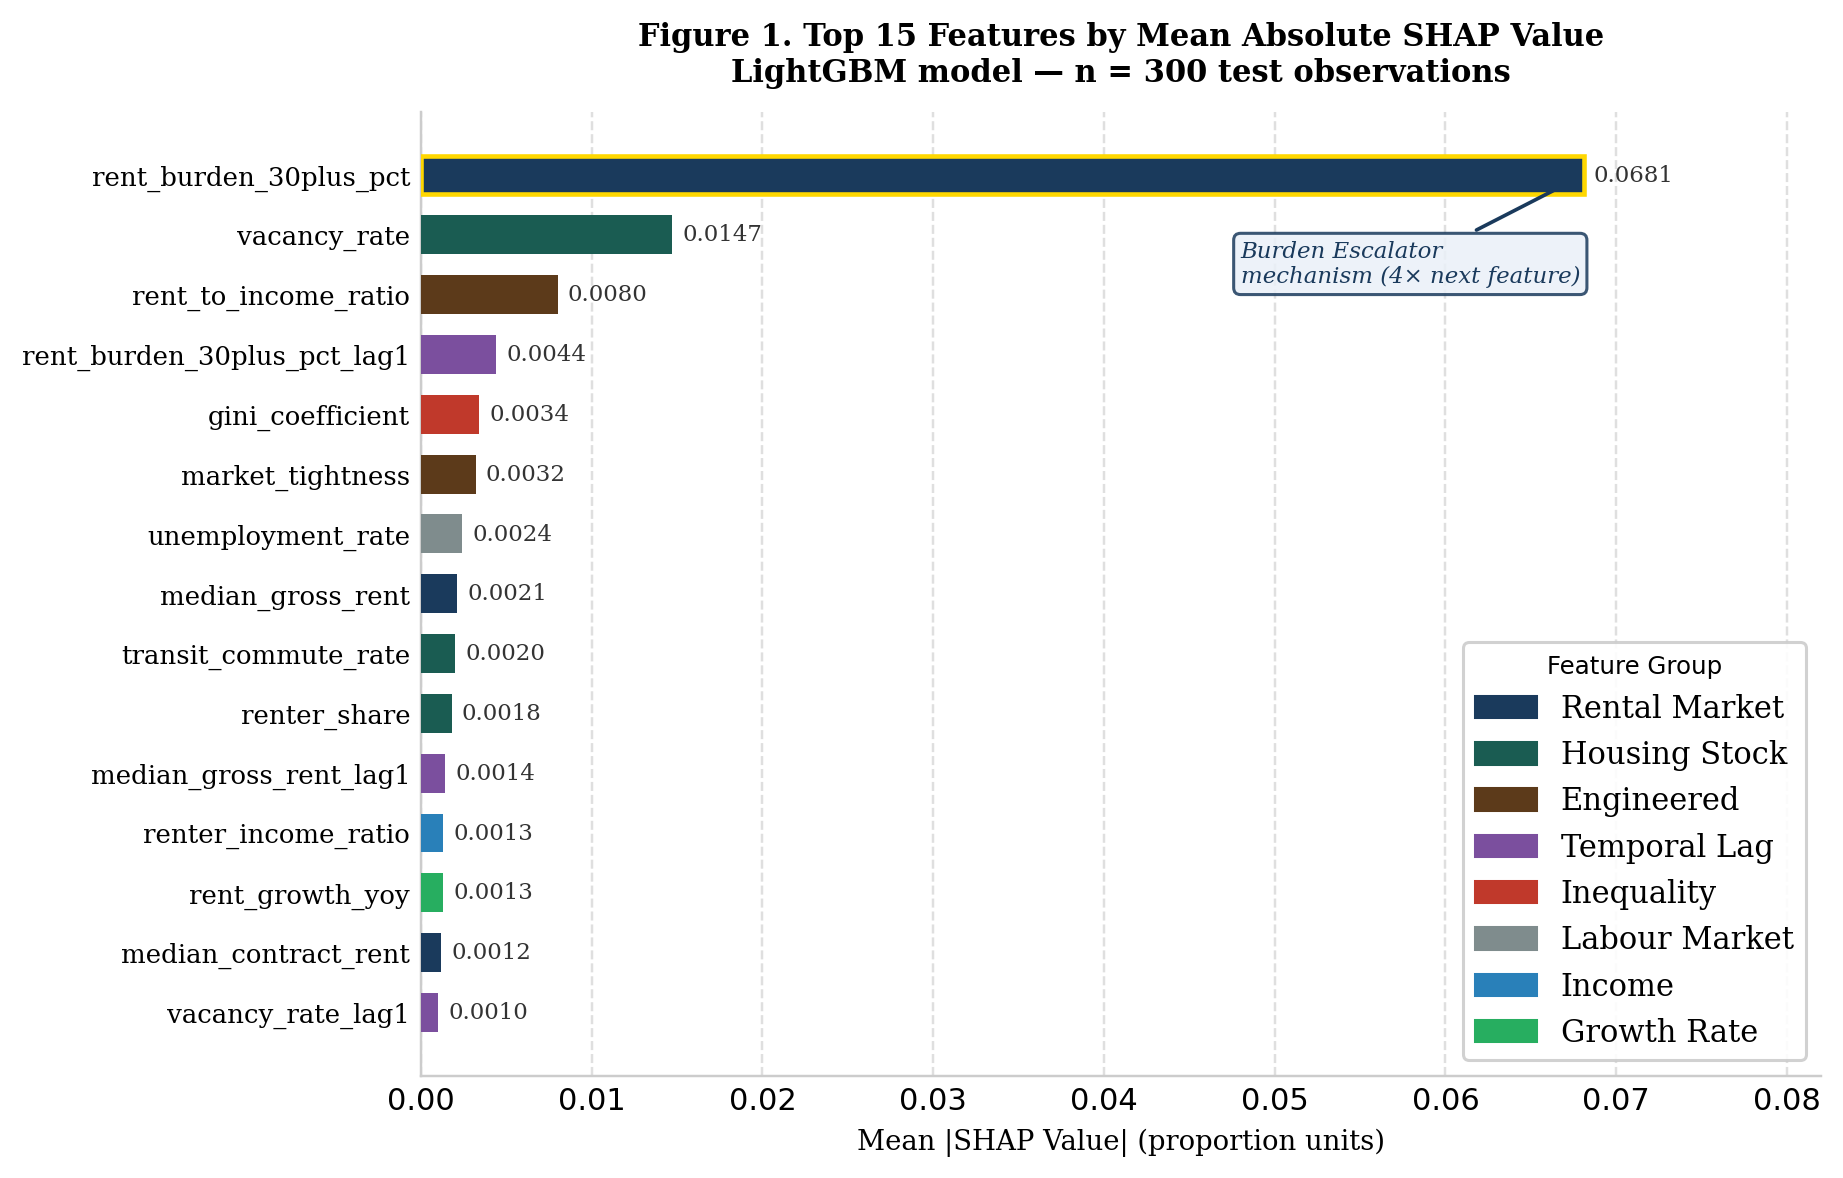 Figure 1. Top 15 Features by Mean Absolute SHAP Value
LightGBM model — n = 300 test observations
rent_burden_30plus_pct 0.0681
vacancy_rate 0.0147
Burden Escalator
mechanism (4× next feature)
rent_to_income_ratio 0.0080
rent_burden_30plus_pct_lag1 0.0044
gini_coefficient 0.0034
market_tightness 0.0032
unemployment_rate 0.0024
median_gross_rent 0.0021
transit_commute_rate 0.0020
renter_share 0.0018
median_gross_rent_lag1 0.0014
renter_income_ratio 0.0013
rent_growth_yoy 0.0013
median_contract_rent 0.0012
vacancy_rate_lag1 0.0010
Feature Group
Rental Market
Housing Stock
Engineered
Temporal Lag
Inequality
Labour Market
Income
Growth Rate
0.00 0.01 0.02 0.03 0.04 0.05 0.06 0.07 0.08
Mean |SHAP Value| (proportion units)